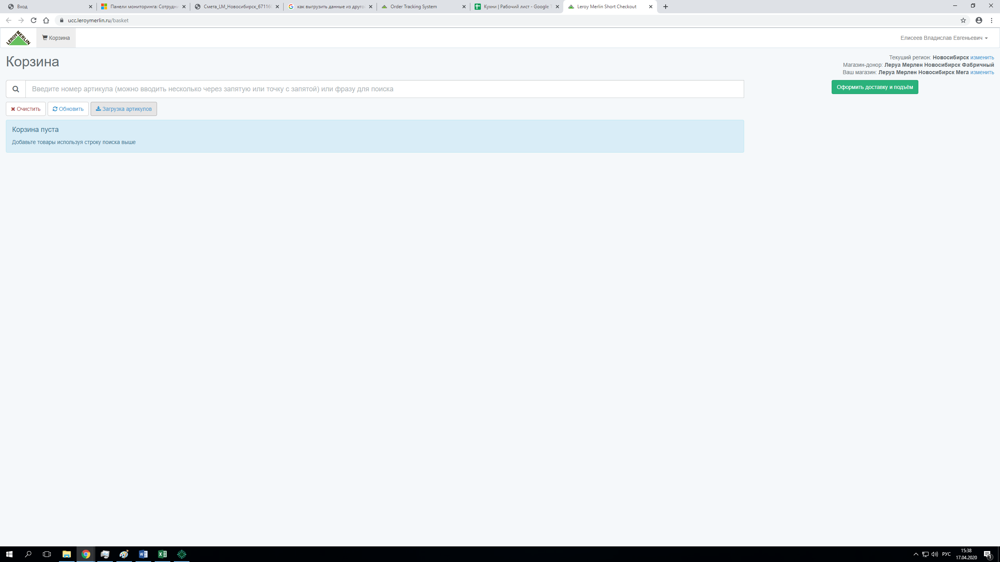 Вход
Панели мониторинга: Сотрудни
Смета_LM_Новосибирск_67116
как выгрузить данные из другой
Order Tracking System
Кухни | Рабочий лист - Google Т
Leroy Merlin Short Checkout
ucc.leroymerlin.ru/basket
LEROY MERLIN
Корзина
Елисеев Владислав Евгеньевич
Корзина
Текуший регион: Новосибирск изменить
Магазин-донор: Леруа Мерлен Новосибирск Фабричный
Ваш магазин: Леруа Мерлен Новосибирск Мега изменить
Введите номер артикула (можно вводить несколько через запятую или точку с запятой) или фразу для поиска
Оформить доставку и подъём
Очистить
Обновить
Загрузка артикулов
Корзина пуста
Добавьте товары используя строку поиска выше
РУС
15:38
17.04.2020
1